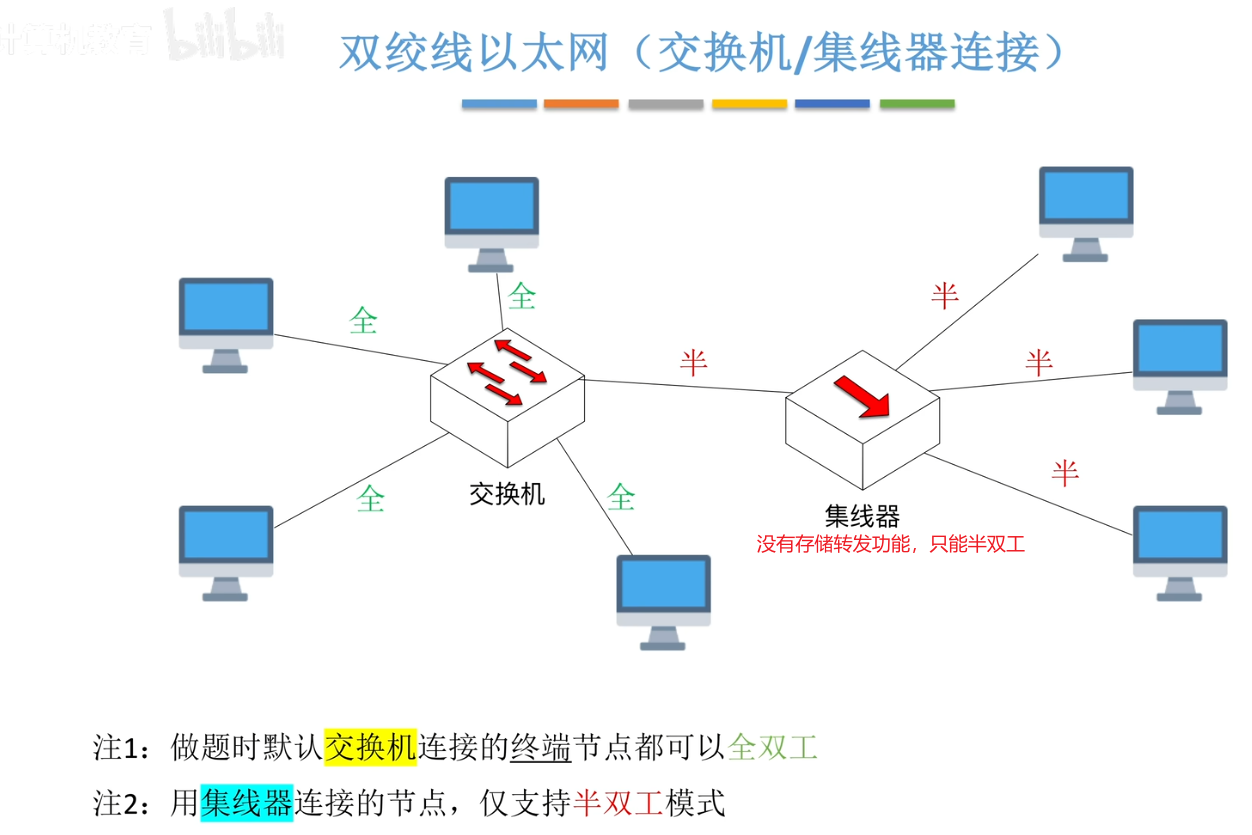 计算机教育 bilibili
双绞线以太网（交换机/集线器连接）
全
全
半
半
半
全
全
半
交换机
集线器
没有存储转发功能，只能半双工
注1：做题时默认交换机连接的终端节点都可以全双工
注2：用集线器连接的节点，仅支持半双工模式